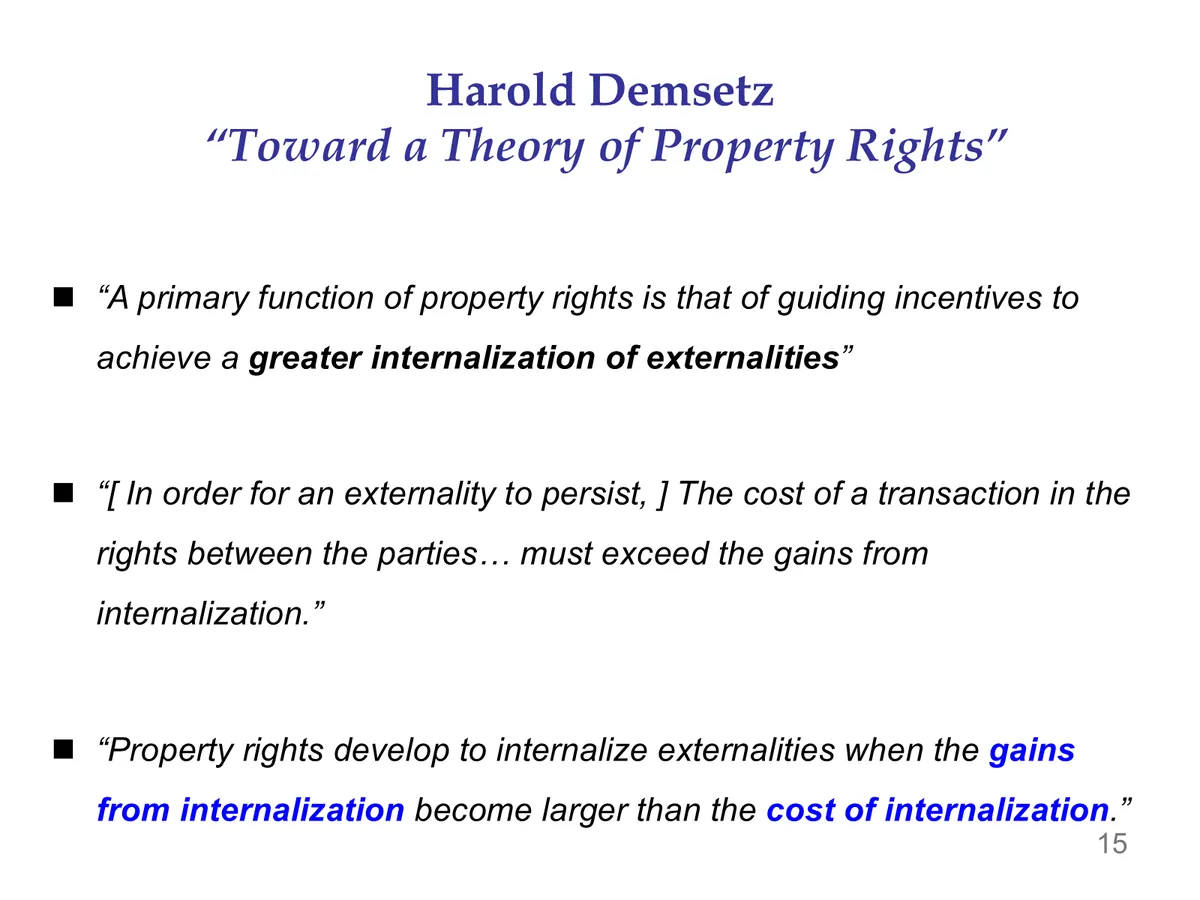 Harold Demsetz
“Toward a Theory of Property Rights”
■ “A primary function of property rights is that of guiding incentives to
achieve a greater internalization of externalities”
■ “[ In order for an externality to persist, ] The cost of a transaction in the
rights between the parties… must exceed the gains from
internalization.”
■ “Property rights develop to internalize externalities when the gains
from internalization become larger than the cost of internalization.”
15